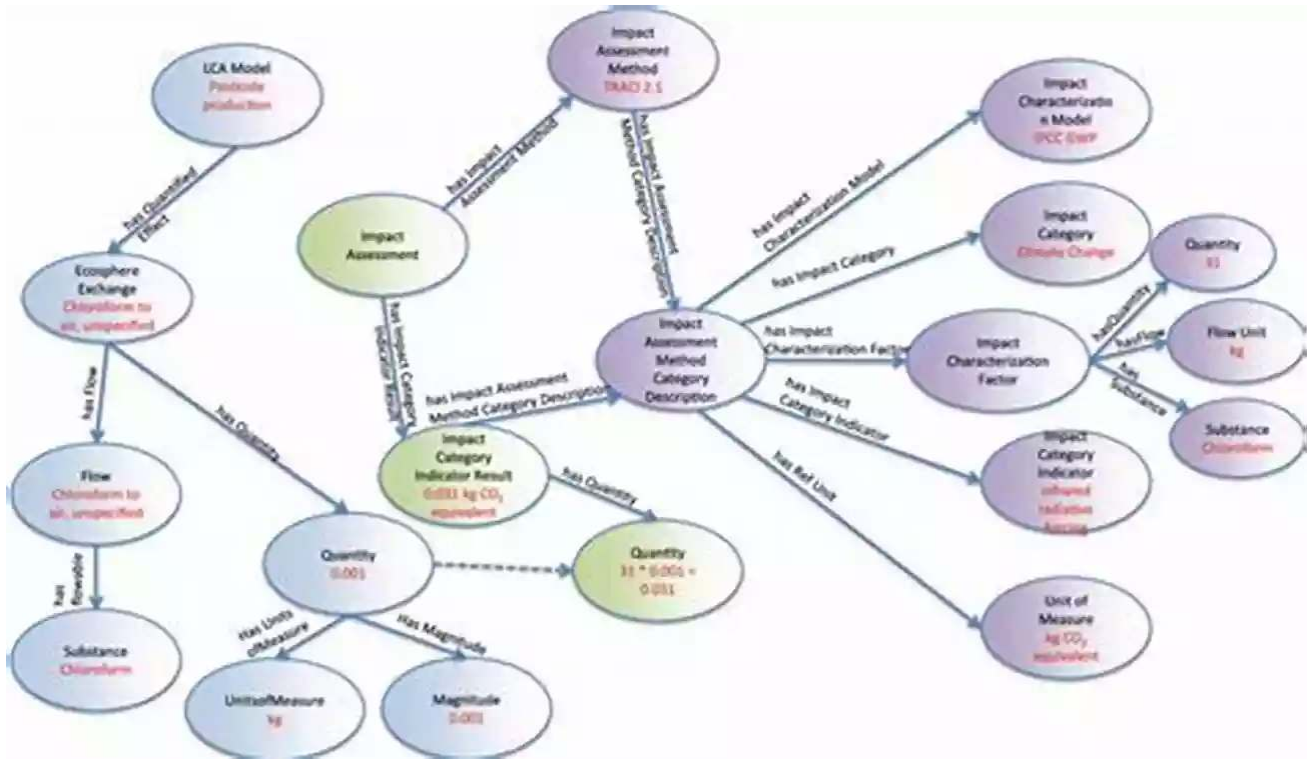 LCA Model
Pesticide
production
has Quantified
Effect
Ecosphere
Exchange
Chloroform to
air, unspecified
has Flow
Flow
Chloroform to
air, unspecified
has
flowable
Substance
Chloroform
has Quantity
Quantity
0.001
Has Units
ofMeasure
UnitsofMeasure
kg
Has Magnitude
Magnitude
0.001
Impact
Assessment
has Impact
Assessment Method
Impact
Assessment
Method
TRACI 2.1
has Impact Assessment
Method Category Description
has Impact Category
Indicator Result
Impact
Category
Indicator Result
0.031 kg CO₂
equivalent
has Impact Assessment
Method Category Description
has Quantity
Quantity
31 * 0.001 =
0.031
Impact
Assessment
Method
Category
Description
has Impact
Characterization Model
Impact
Characterizatio
n Model
IPCC GWP
has Impact Category
Impact
Category
Climate Change
has Impact
Characterization Factor
Impact
Characterization
Factor
hasQuantity
Quantity
31
hasFlow
Flow Unit
kg
has
Substance
Substance
Chloroform
has Impact
Category Indicator
Impact
Category
Indicator
infrared
radiative
forcing
has Ref Unit
Unit of
Measure
kg CO₂
equivalent